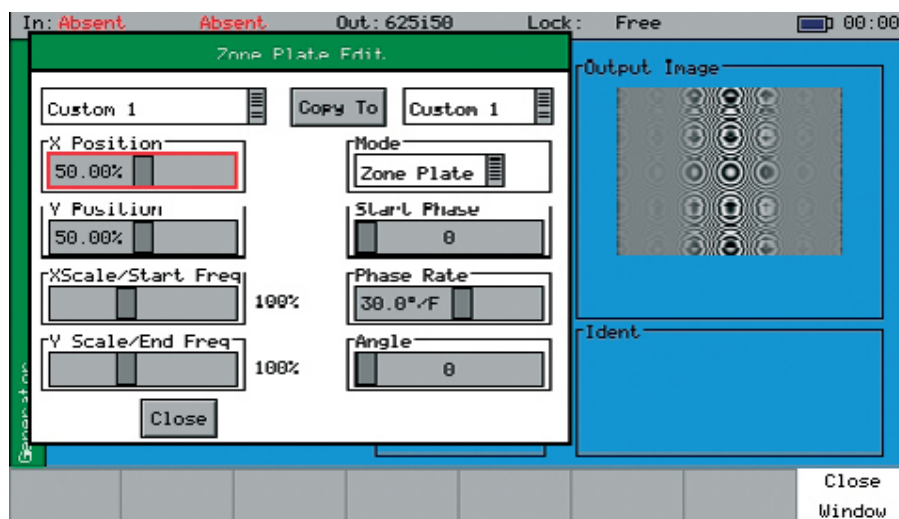 In: Absent Absent Out: 625i50 Lock: Free 00:00
Zone Plate Edit
Custom 1 Copy To Custom 1
X Position
50.00%
Mode
Zone Plate
Y Position
50.00%
Start Phase
0
XScale/Start Freq
100%
Phase Rate
30.0°/F
Y Scale/End Freq
100%
Angle
0
Close
Output Image
Ident
Generator
Close
Window